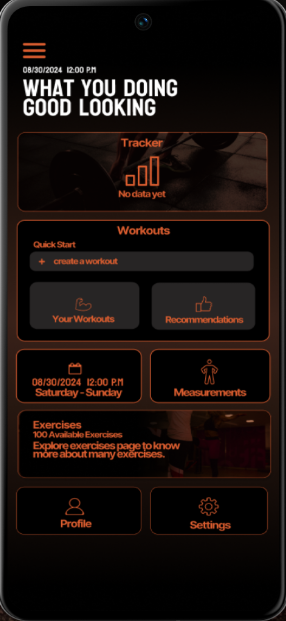 08/30/2024 12:00 P.M
WHAT YOU DOING
GOOD LOOKING
Tracker
No data yet
Workouts
Quick Start
+ create a workout
Your Workouts
Recommendations
08/30/2024 12:00 P.M
Saturday - Sunday
Measurements
Exercises
100 Available Exercises
Explore exercises page to know
more about many exercises.
Profile
Settings